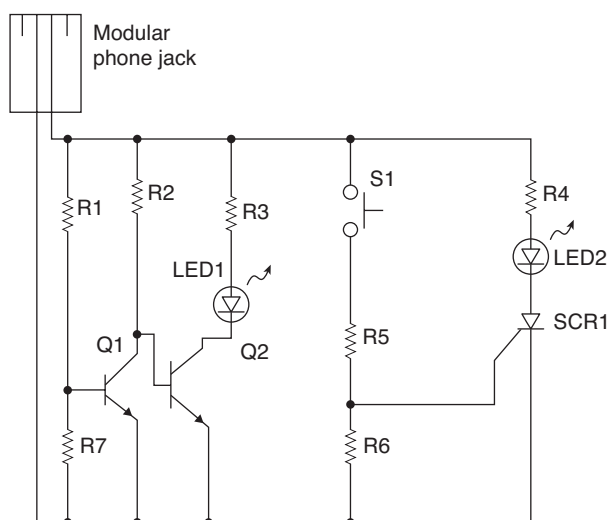 Modular
phone jack
R1
R2
R3
S1
R4
LED1
LED2
SCR1
Q1
Q2
R5
R7
R6